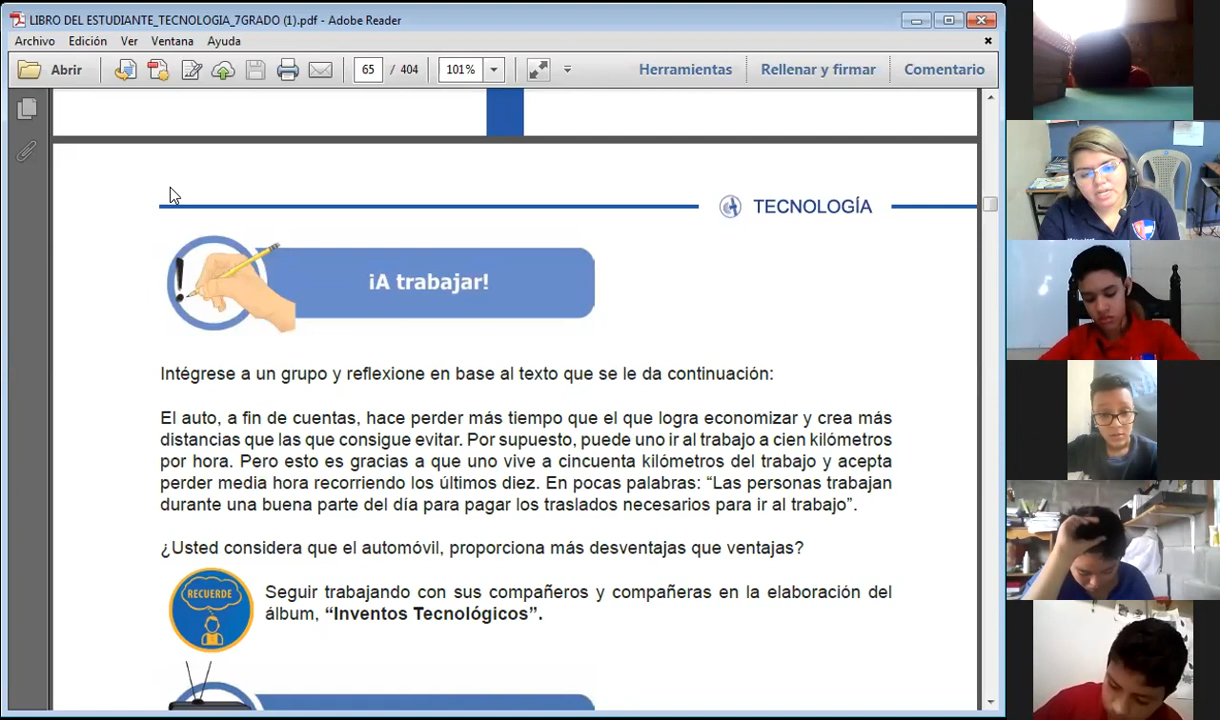 LIBRO DEL ESTUDIANTE_TECNOLOGIA_7GRADO (1).pdf - Adobe Reader
Archivo Edición Ver Ventana Ayuda
Abrir 65 / 404 101% Herramientas Rellenar y firmar Comentario
TECNOLOGÍA
¡A trabajar!
Intégrese a un grupo y reflexione en base al texto que se le da continuación:
El auto, a fin de cuentas, hace perder más tiempo que el que logra economizar y crea más
distancias que las que consigue evitar. Por supuesto, puede uno ir al trabajo a cien kilómetros
por hora. Pero esto es gracias a que uno vive a cincuenta kilómetros del trabajo y acepta
perder media hora recorriendo los últimos diez. En pocas palabras: “Las personas trabajan
durante una buena parte del día para pagar los traslados necesarios para ir al trabajo”.
¿Usted considera que el automóvil, proporciona más desventajas que ventajas?
RECUERDE
Seguir trabajando con sus compañeros y compañeras en la elaboración del
álbum, “Inventos Tecnológicos”.